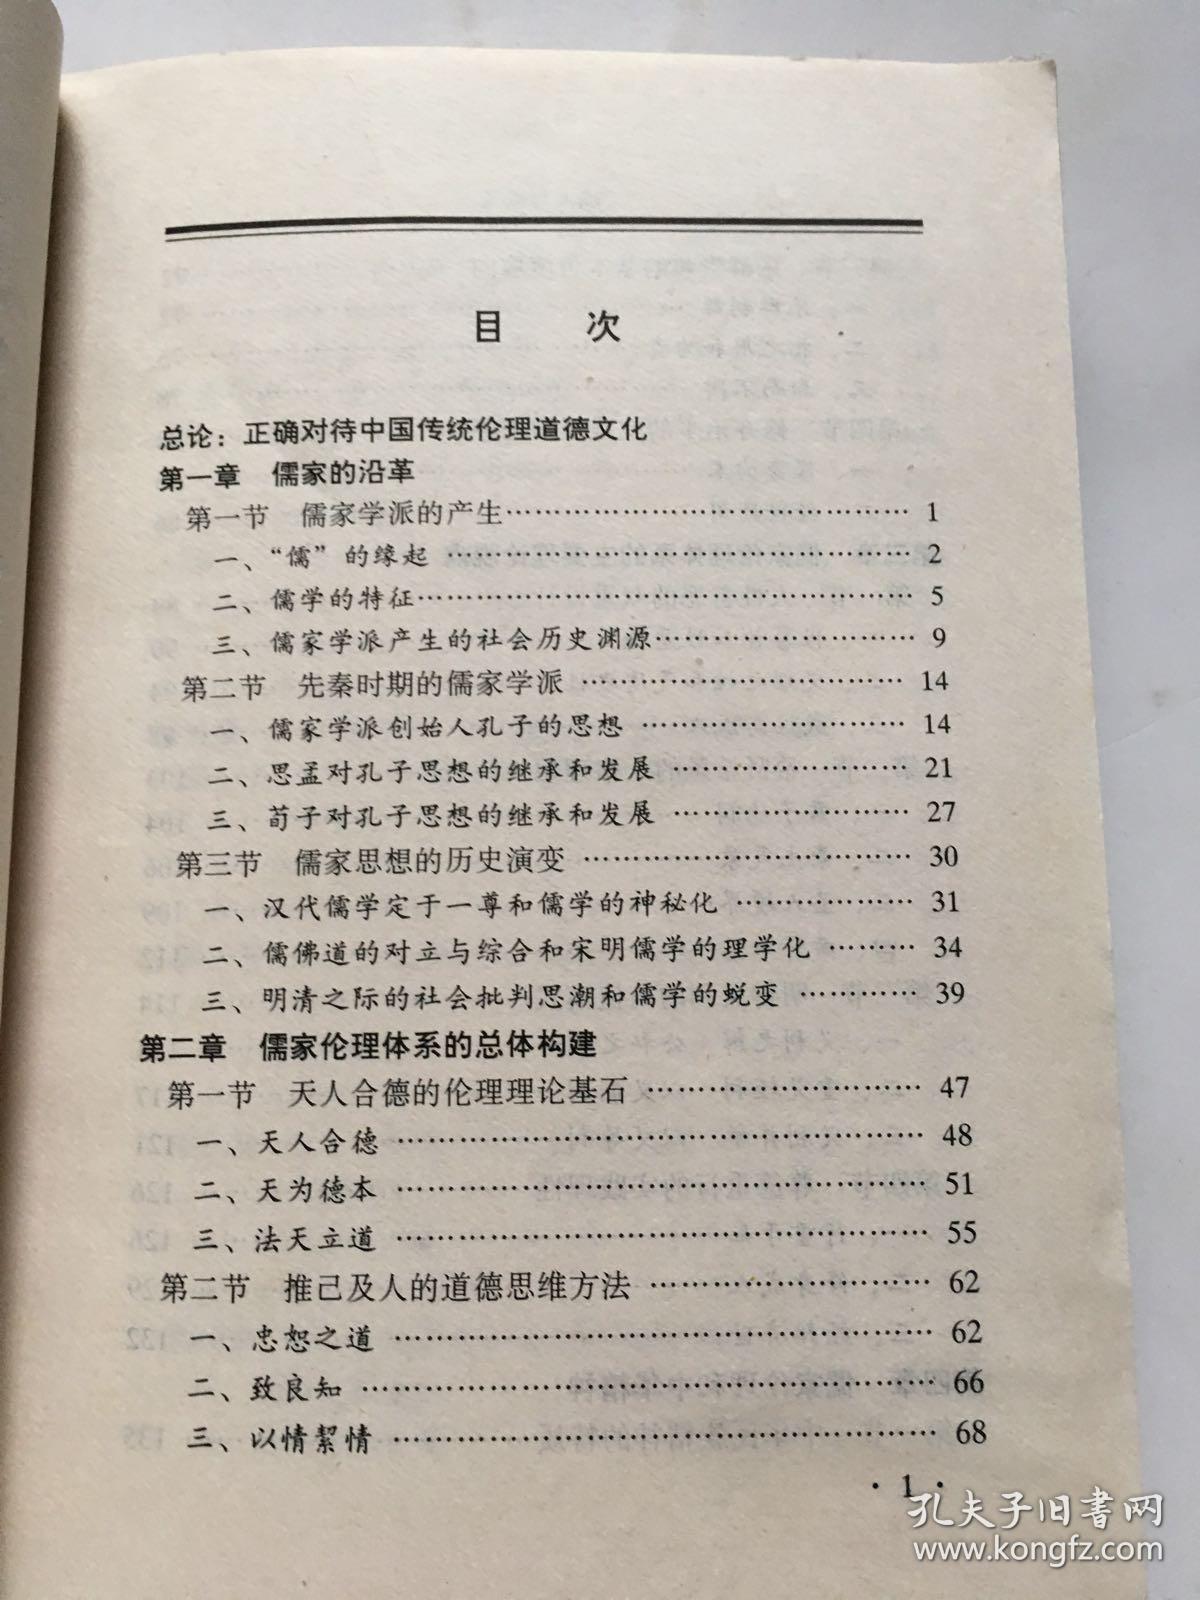 目 次
总论：正确对待中国传统伦理道德文化
第一章 儒家的沿革
第一节 儒家学派的产生…………………………………… 1
一、“儒”的缘起 ………………………………………… 2
二、儒学的特征…………………………………………… 5
三、儒家学派产生的社会历史渊源……………………… 9
第二节 先秦时期的儒家学派 …………………………… 14
一、儒家学派创始人孔子的思想 ……………………… 14
二、思孟对孔子思想的继承和发展 …………………… 21
三、荀子对孔子思想的继承和发展 …………………… 27
第三节 儒家思想的历史演变 …………………………… 30
一、汉代儒学定于一尊和儒学的神秘化 ……………… 31
二、儒佛道的对立与综合和宋明儒学的理学化 ……… 34
三、明清之际的社会批判思潮和儒学的蜕变 ………… 39
第二章 儒家伦理体系的总体构建
第一节 天人合德的伦理理论基石 ……………………… 47
一、天人合德 …………………………………………… 48
二、天为德本 …………………………………………… 51
三、法天立道 …………………………………………… 55
第二节 推己及人的道德思维方法 ……………………… 62
一、忠恕之道 …………………………………………… 62
二、致良知 ……………………………………………… 66
三、以情絜情 …………………………………………… 68
· 1 ·
孔夫子旧书网
www.kongfz.com